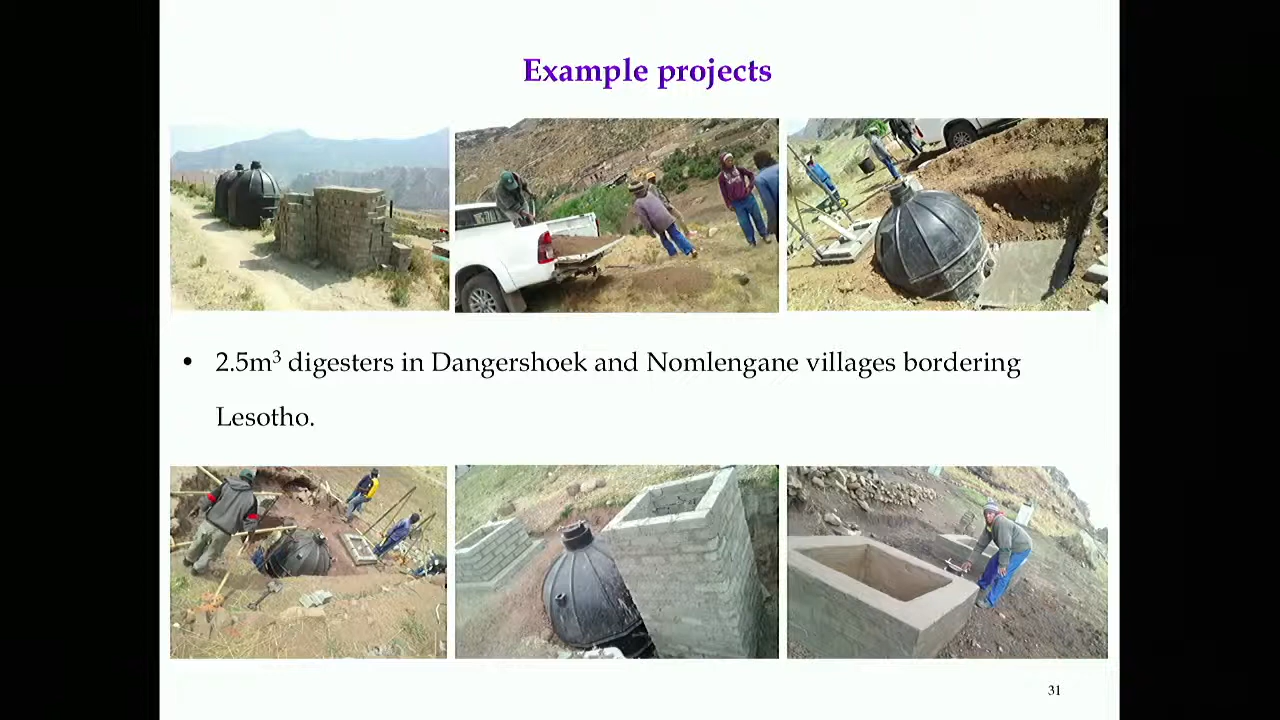 Example projects
• 2.5m³ digesters in Dangershoek and Nomlengane villages bordering
Lesotho.
31